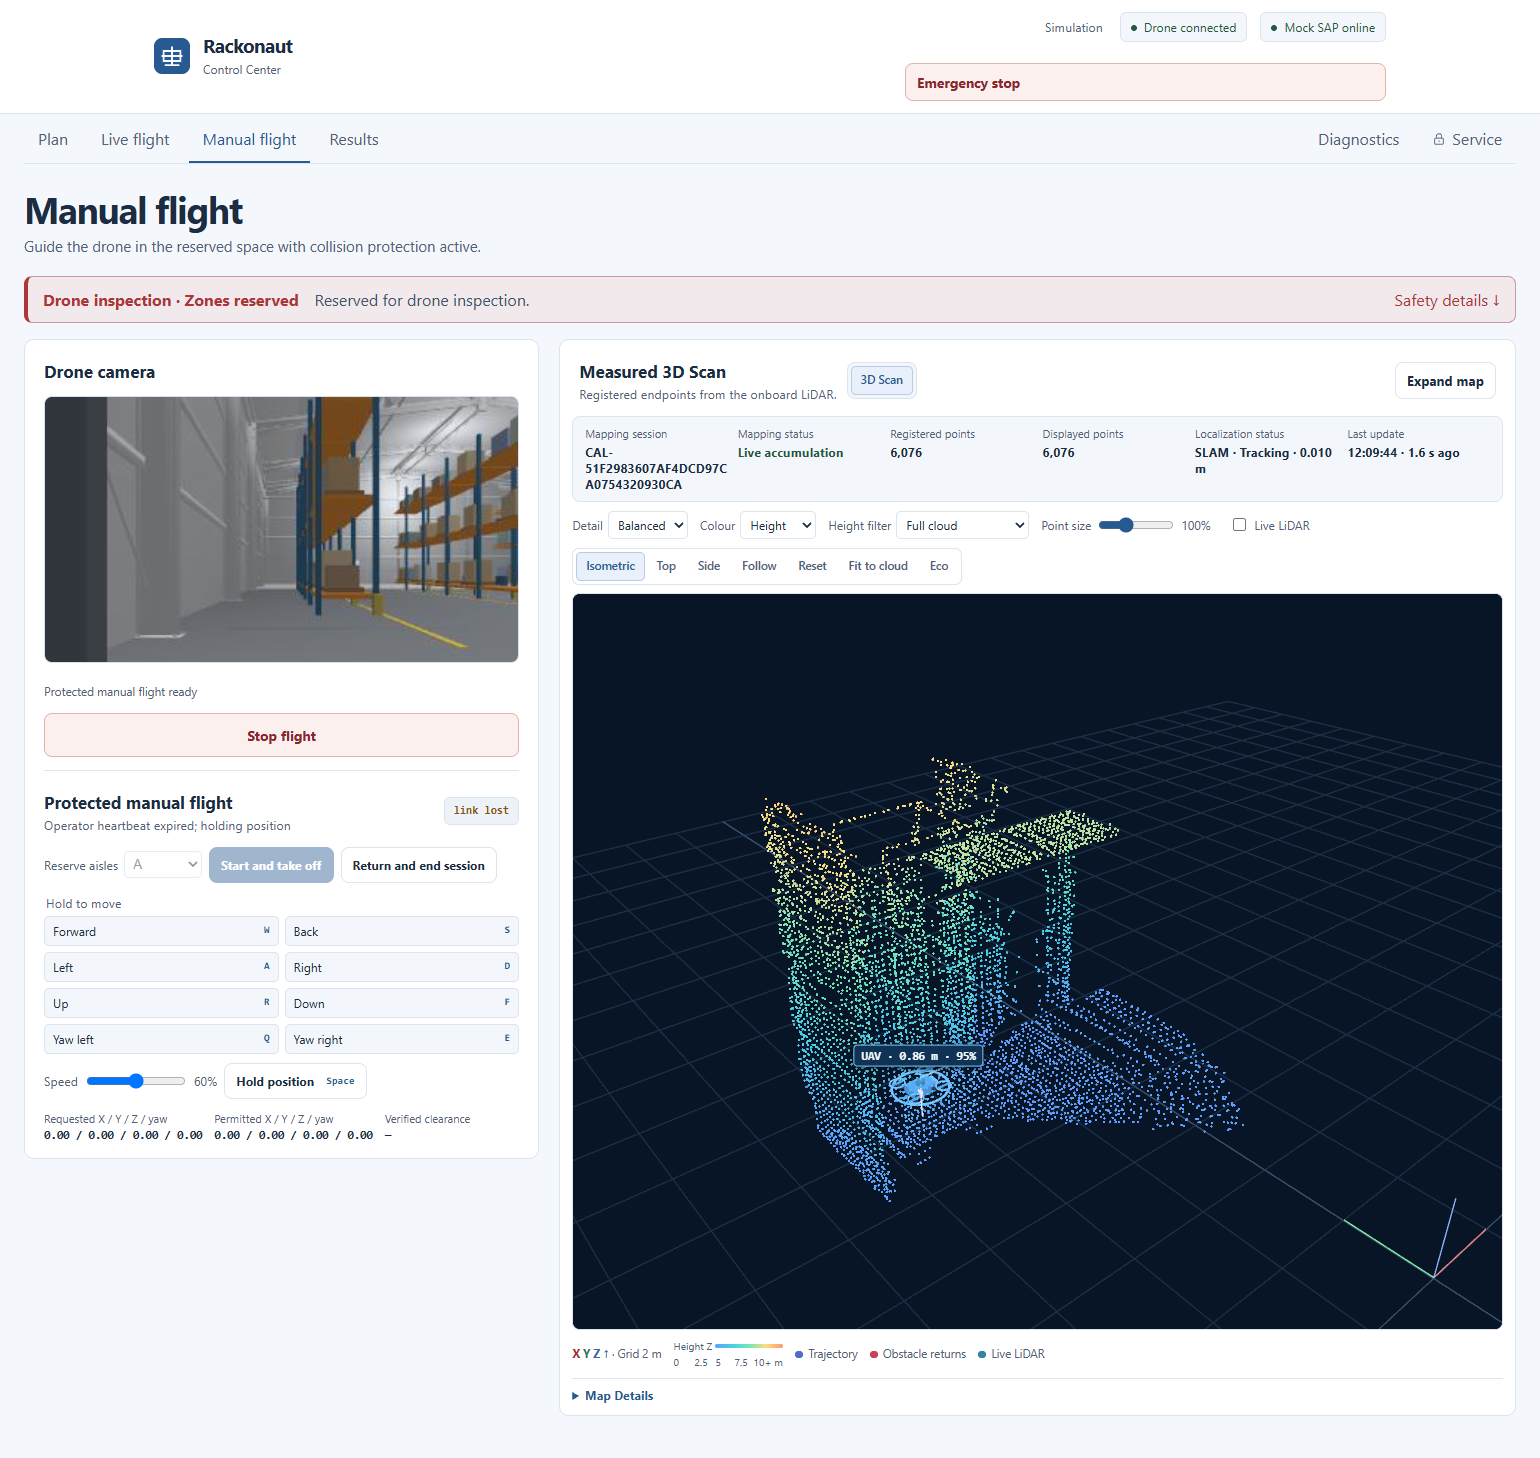 Rackonaut
Control Center
Simulation
Drone connected
Mock SAP online
Emergency stop
Plan
Live flight
Manual flight
Results
Diagnostics
Service
Manual flight
Guide the drone in the reserved space with collision protection active.
Drone inspection · Zones reserved
Reserved for drone inspection.
Safety details ↓
Drone camera
Protected manual flight ready
Stop flight
Protected manual flight
Operator heartbeat expired; holding position
link lost
Reserve aisles
A
Start and take off
Return and end session
Hold to move
Forward W
Back S
Left A
Right D
Up R
Down F
Yaw left Q
Yaw right E
Speed
60%
Hold position Space
Requested X / Y / Z / yaw
0.00 / 0.00 / 0.00 / 0.00
Permitted X / Y / Z / yaw
0.00 / 0.00 / 0.00 / 0.00
Verified clearance
—
Measured 3D Scan
Registered endpoints from the onboard LiDAR.
3D Scan
Expand map
Mapping session
CAL-
51F2983607AF4DCD97C
A0754320930CA
Mapping status
Live accumulation
Registered points
6,076
Displayed points
6,076
Localization status
SLAM · Tracking · 0.010
m
Last update
12:09:44 · 1.6 s ago
Detail
Balanced
Colour
Height
Height filter
Full cloud
Point size
100%
Live LiDAR
Isometric
Top
Side
Follow
Reset
Fit to cloud
Eco
UAV · 0.86 m · 95%
X Y Z ↑ · Grid 2 m
Height Z
0 2.5 5 7.5 10+ m
Trajectory
Obstacle returns
Live LiDAR
Map Details